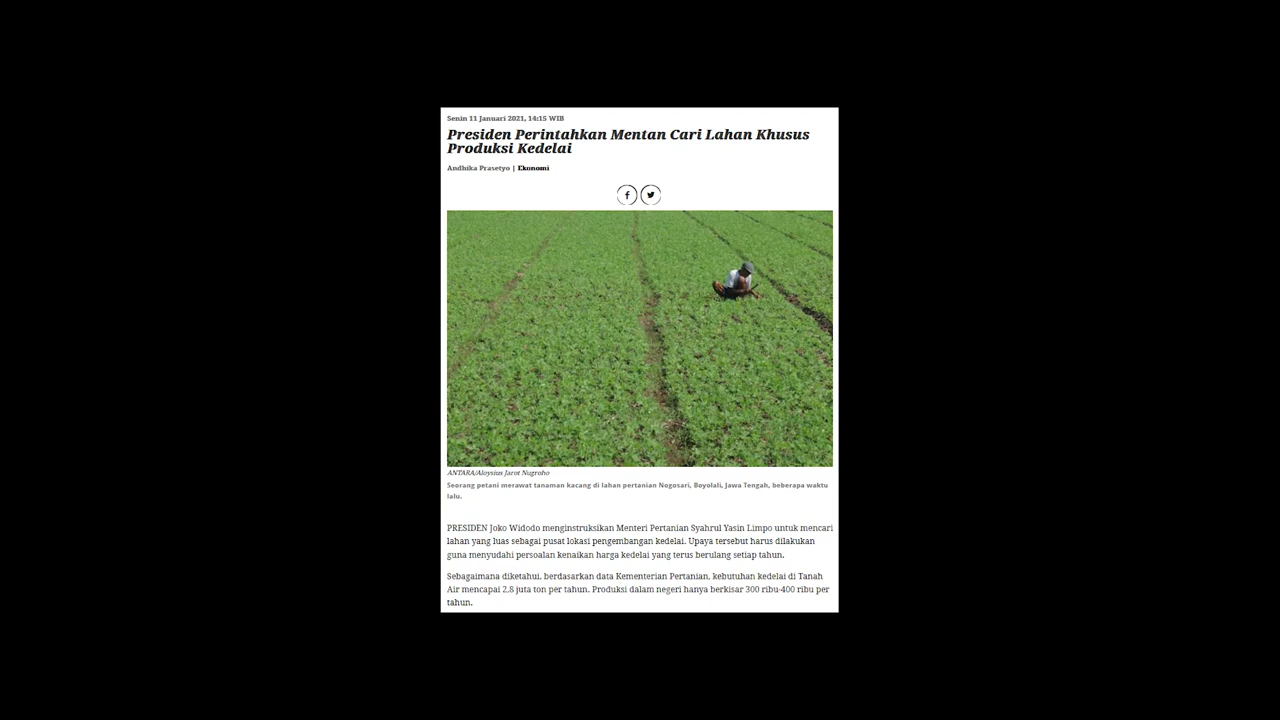 Senin 11 Januari 2021, 14:15 WIB
Presiden Perintahkan Mentan Cari Lahan Khusus
Produksi Kedelai
Andhika Prasetyo | Ekonomi
ANTARA/Aloysius Jarot Nugroho
Seorang petani merawat tanaman kacang di lahan pertanian Nogosari, Boyolali, Jawa Tengah, beberapa waktu
lalu.
PRESIDEN Joko Widodo menginstruksikan Menteri Pertanian Syahrul Yasin Limpo untuk mencari
lahan yang luas sebagai pusat lokasi pengembangan kedelai. Upaya tersebut harus dilakukan
guna menyudahi persoalan kenaikan harga kedelai yang terus berulang setiap tahun.
Sebagaimana diketahui, berdasarkan data Kementerian Pertanian, kebutuhan kedelai di Tanah
Air mencapai 2,8 juta ton per tahun. Produksi dalam negeri hanya berkisar 300 ribu-400 ribu per
tahun.